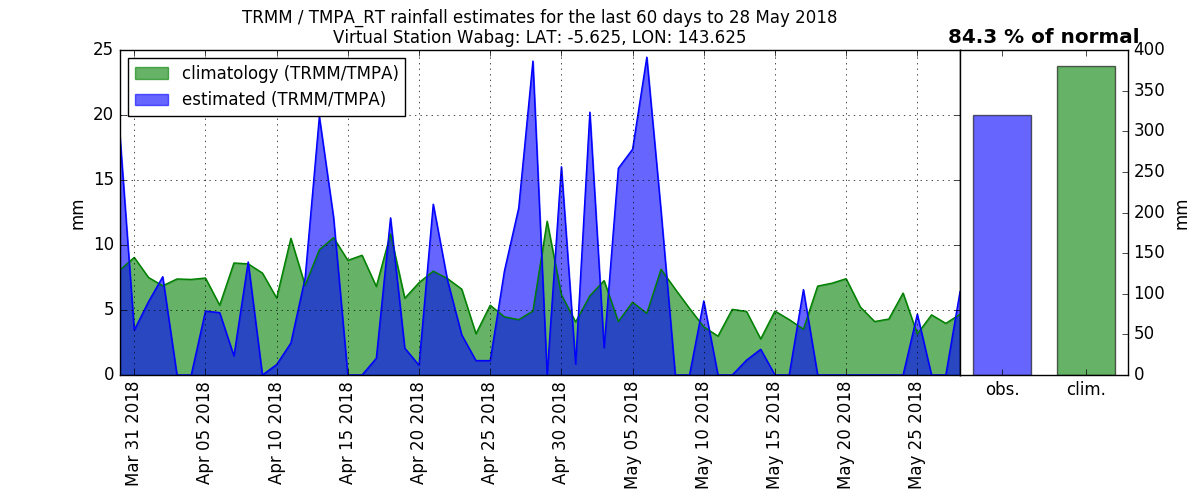 TRMM / TMPA_RT rainfall estimates for the last 60 days to 28 May 2018
Virtual Station Wabag: LAT: -5.625, LON: 143.625
84.3 % of normal
climatology (TRMM/TMPA)
estimated (TRMM/TMPA)
25
20
15
10
5
0
mm
400
350
300
250
200
150
100
50
0
mm
Mar 31 2018
Apr 05 2018
Apr 10 2018
Apr 15 2018
Apr 20 2018
Apr 25 2018
Apr 30 2018
May 05 2018
May 10 2018
May 15 2018
May 20 2018
May 25 2018
obs.
clim.